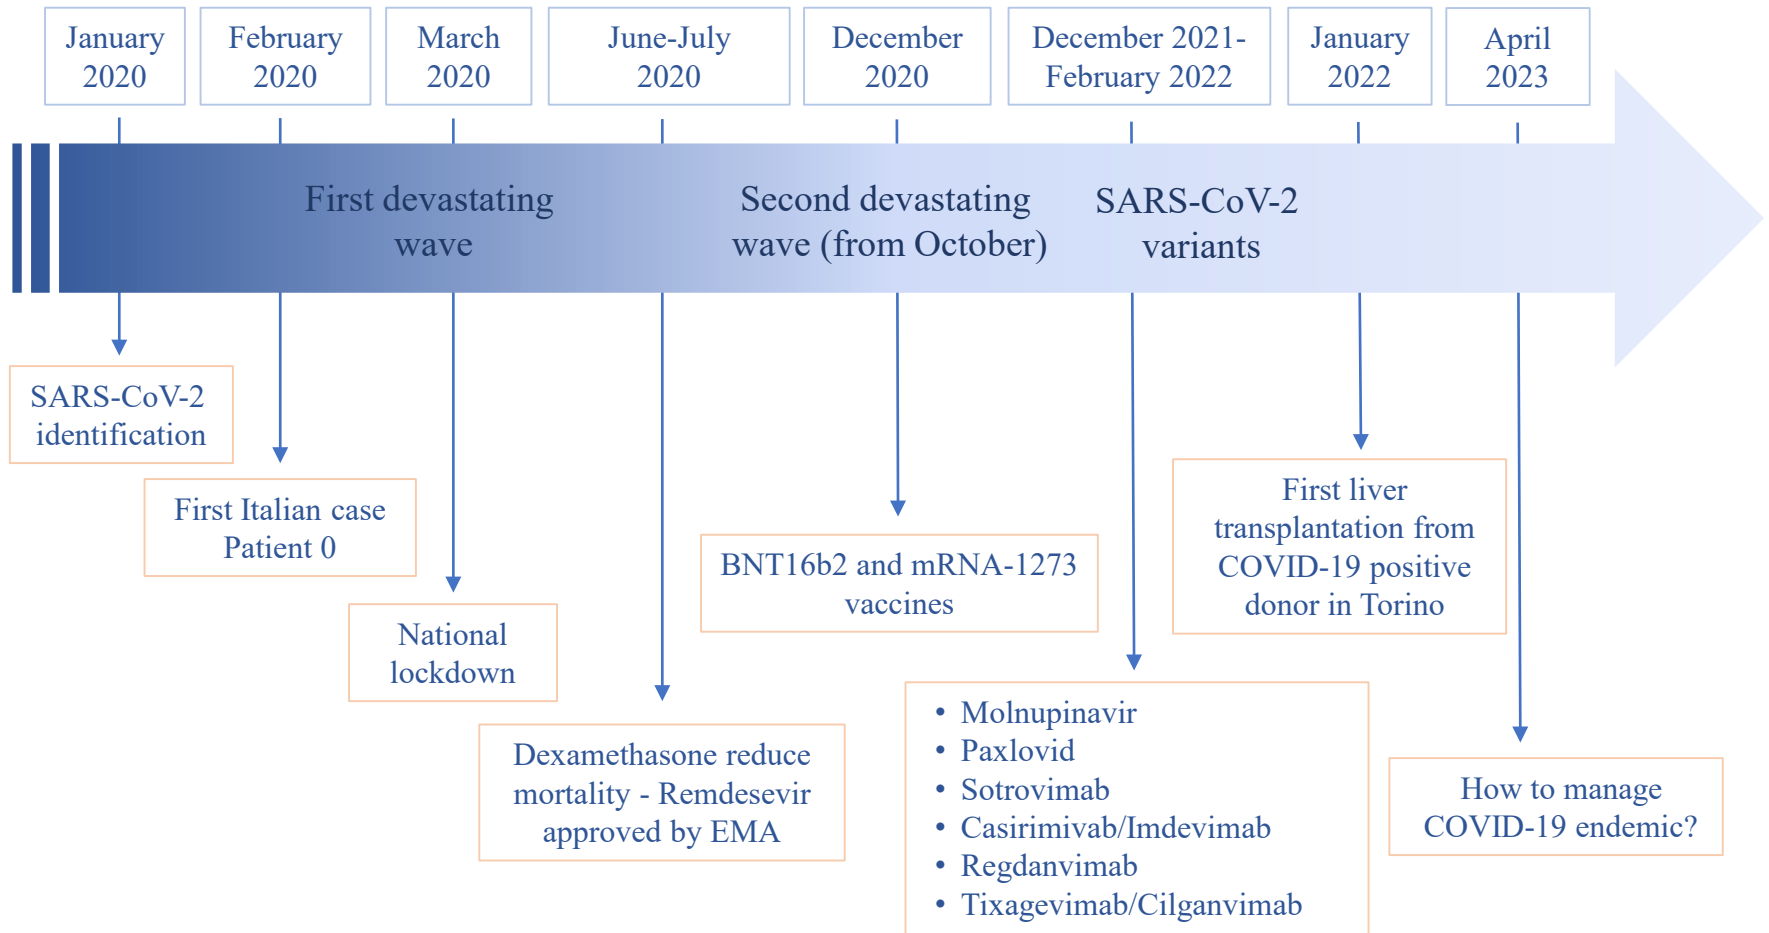 January
2020
February
2020
March
2020
June-July
2020
December
2020
December 2021-
February 2022
January
2022
April
2023
First devastating
wave
Second devastating
wave (from October)
SARS-CoV-2
variants
SARS-CoV-2
identification
First Italian case
Patient 0
National
lockdown
Dexamethasone reduce
mortality - Remdesevir
approved by EMA
BNT16b2 and mRNA-1273
vaccines
• Molnupinavir
• Paxlovid
• Sotrovimab
• Casirimivab/Imdevimab
• Regdanvimab
• Tixagevimab/Cilganvimab
First liver
transplantation from
COVID-19 positive
donor in Torino
How to manage
COVID-19 endemic?